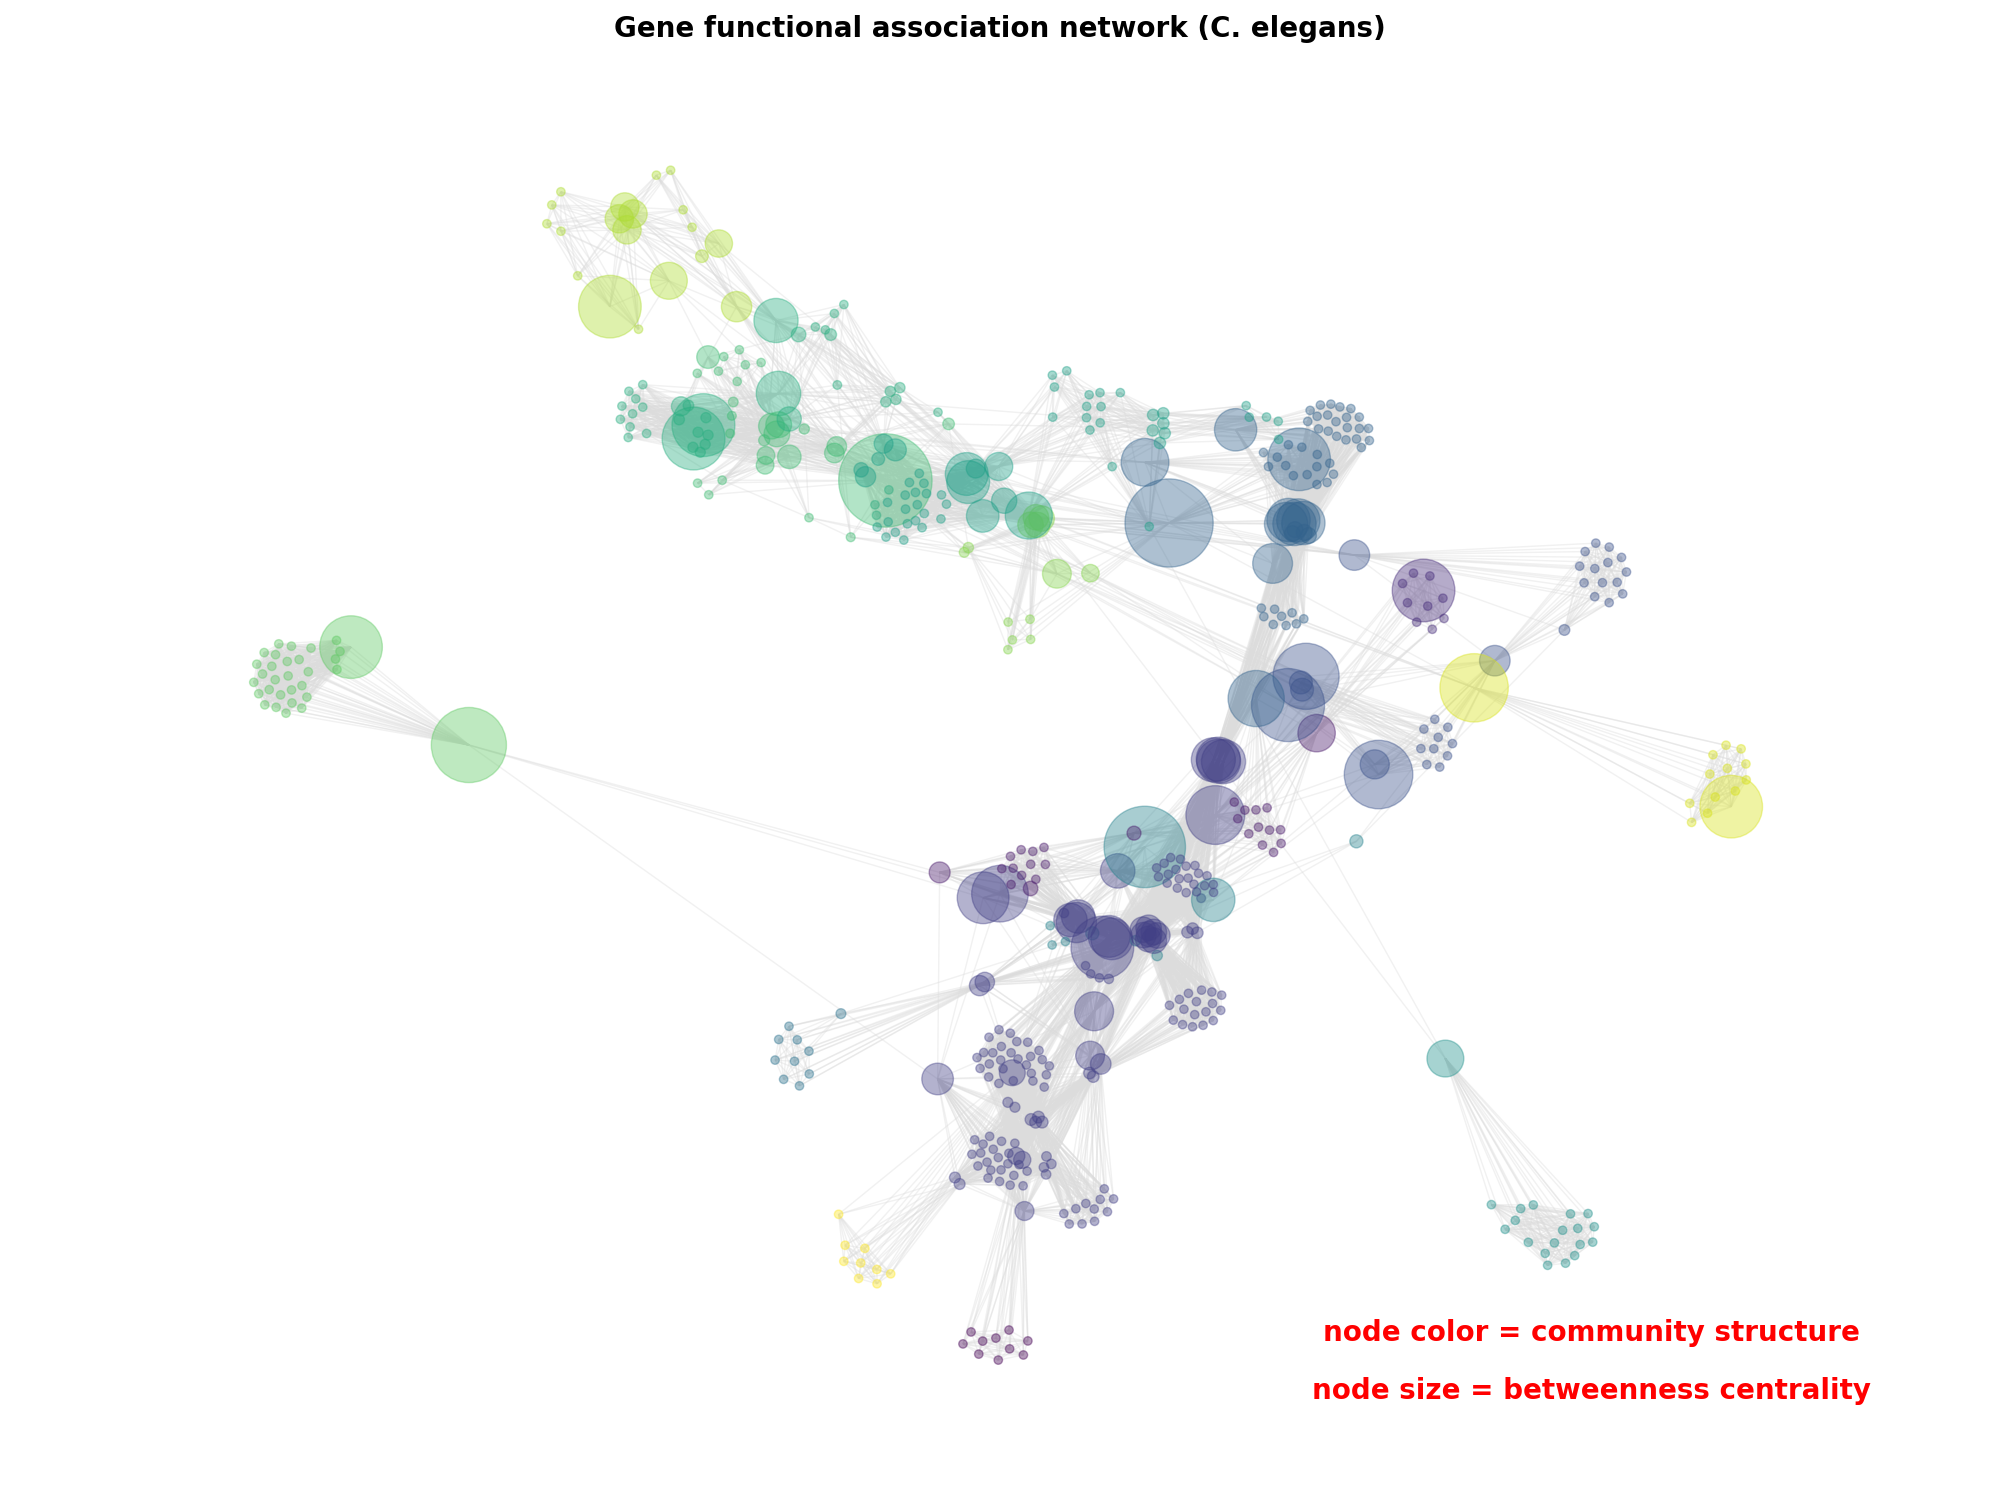 Gene functional association network (C. elegans)
node color = community structure
node size = betweenness centrality